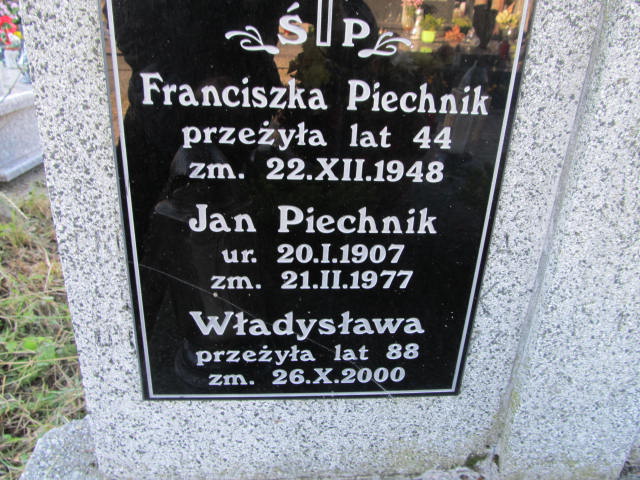 Ś P
Franciszka Piechnik
przeżyła lat 44
zm. 22.XII.1948
Jan Piechnik
ur. 20.I.1907
zm. 21.II.1977
Władysława
przeżyła lat 88
zm. 26.X.2000